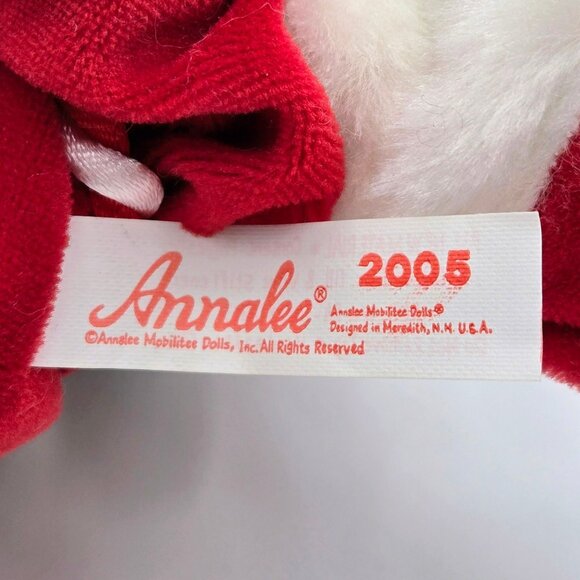 Annalee® 2005
Annalee Mobilitee Dolls®
Designed in Meredith, N.H. U.S.A.
©Annalee Mobilitee Dolls, Inc. All Rights Reserved